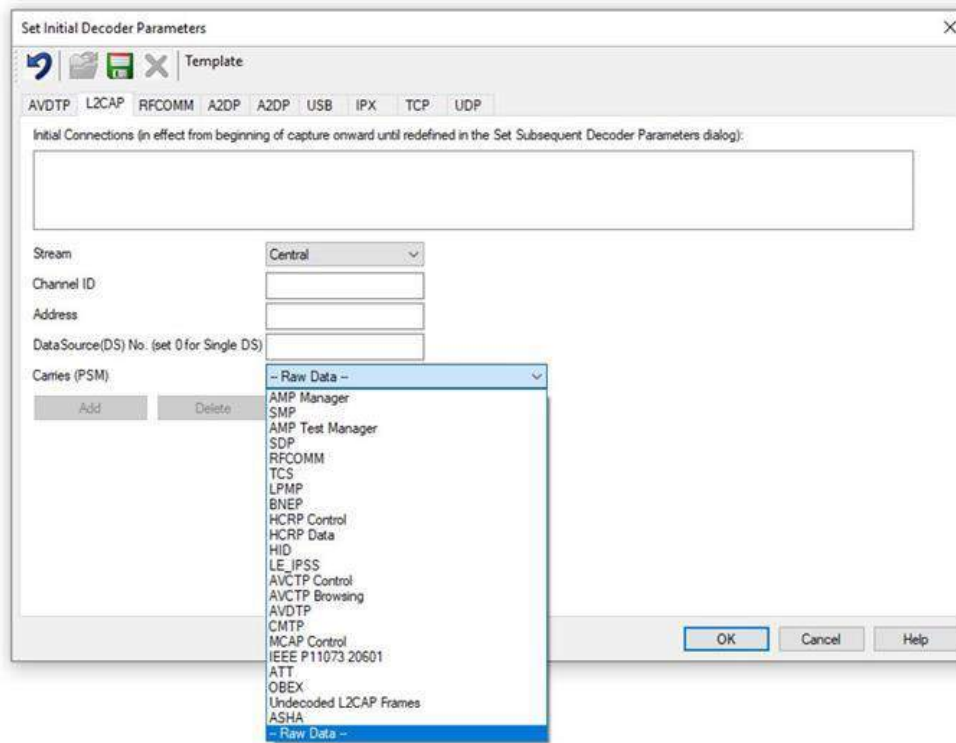 Set Initial Decoder Parameters
Template
AVDTP L2CAP RFCOMM A2DP A2DP USB IPX TCP UDP
Initial Connections (in effect from beginning of capture onward until redefined in the Set Subsequent Decoder Parameters dialog):
Stream Central
Channel ID
Address
DataSource(DS) No. (set 0 for Single DS)
Carries (PSM) -- Raw Data --
Add Delete
AMP Manager
SMP
AMP Test Manager
SDP
RFCOMM
TCS
LPMP
BNEP
HCRP Control
HCRP Data
HID
LE_IPSS
AVCTP Control
AVCTP Browsing
AVDTP
CMTP
MCAP Control
IEEE P11073 20601
ATT
OBEX
Undecoded L2CAP Frames
ASHA
-- Raw Data --
OK Cancel Help